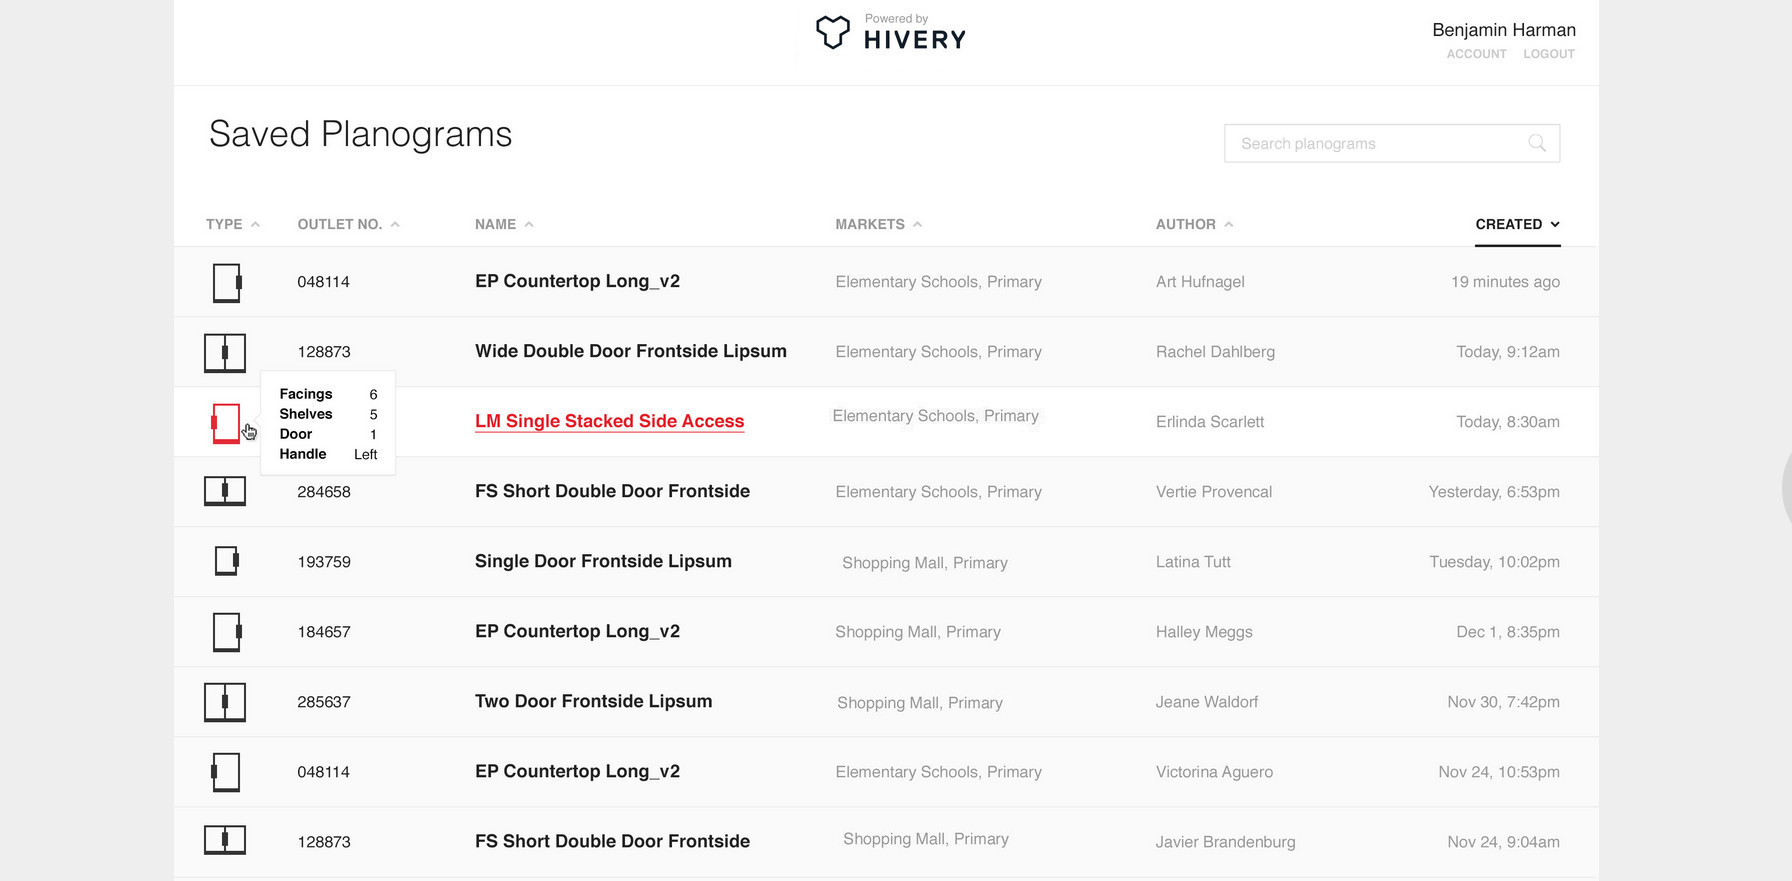 Powered by
HIVERY
Benjamin Harman
ACCOUNT LOGOUT
Saved Planograms
Search planograms
TYPE OUTLET NO. NAME MARKETS AUTHOR CREATED
048114 EP Countertop Long_v2 Elementary Schools, Primary Art Hufnagel 19 minutes ago
128873 Wide Double Door Frontside Lipsum Elementary Schools, Primary Rachel Dahlberg Today, 9:12am
Facings 6
Shelves 5
Door 1
Handle Left
LM Single Stacked Side Access Elementary Schools, Primary Erlinda Scarlett Today, 8:30am
284658 FS Short Double Door Frontside Elementary Schools, Primary Vertie Provencal Yesterday, 6:53pm
193759 Single Door Frontside Lipsum Shopping Mall, Primary Latina Tutt Tuesday, 10:02pm
184657 EP Countertop Long_v2 Shopping Mall, Primary Halley Meggs Dec 1, 8:35pm
285637 Two Door Frontside Lipsum Shopping Mall, Primary Jeane Waldorf Nov 30, 7:42pm
048114 EP Countertop Long_v2 Elementary Schools, Primary Victorina Aguero Nov 24, 10:53pm
128873 FS Short Double Door Frontside Shopping Mall, Primary Javier Brandenburg Nov 24, 9:04am